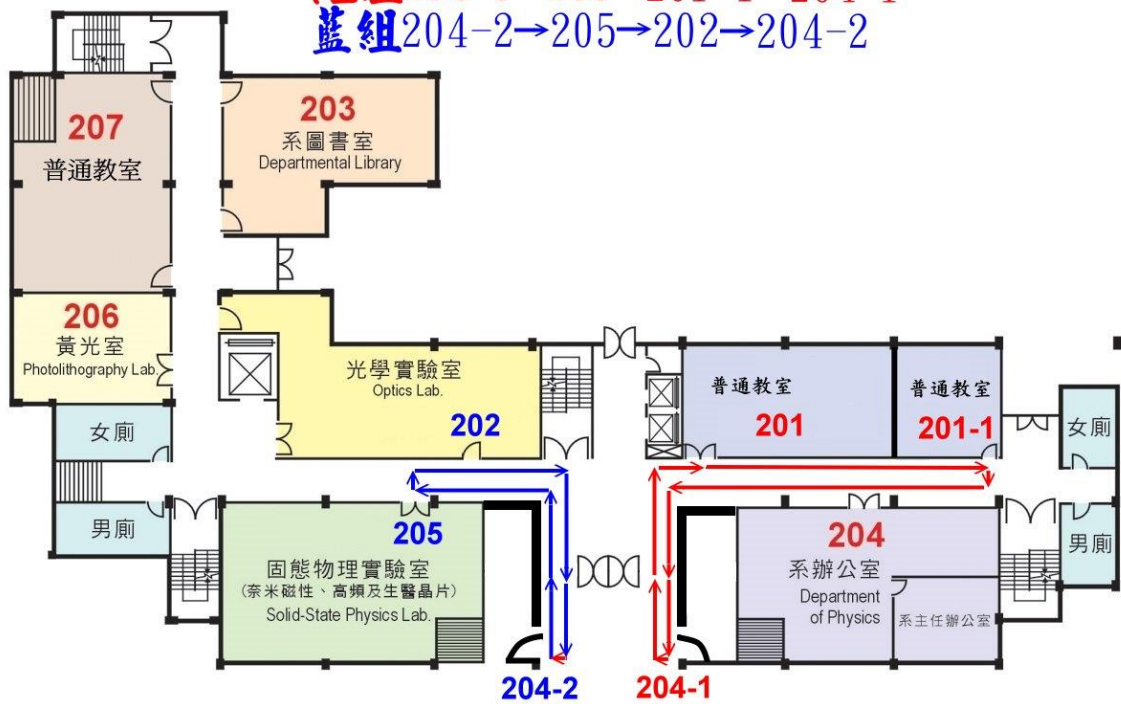 藍組204-2→205→202→204-2
207
普通教室
203
系圖書室
Departmental Library
206
黃光室
Photolithography Lab.
光學實驗室
Optics Lab.
202
普通教室
201
普通教室
201-1
女廁
女廁
男廁
205
固態物理實驗室
(奈米磁性、高頻及生醫晶片)
Solid-State Physics Lab.
204
系辦公室
Department
of Physics
系主任辦公室
男廁
204-2
204-1